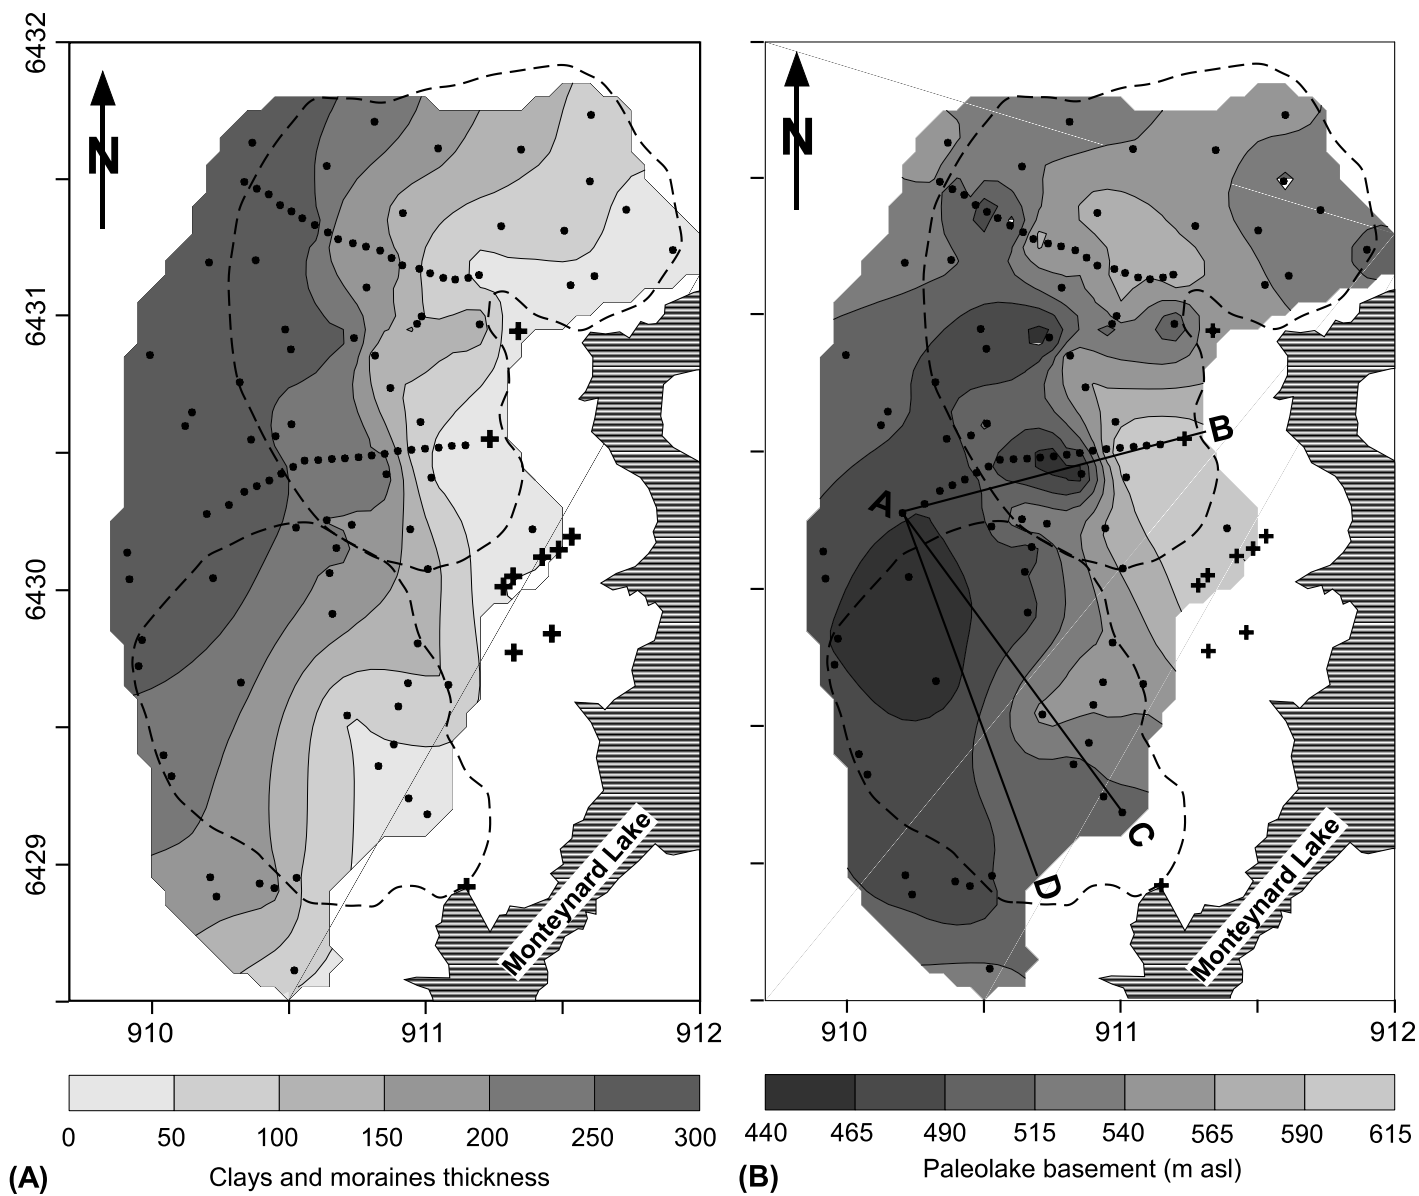 6432
6431
6430
6429
N
N
A
B
C
D
Monteynard Lake
Monteynard Lake
910 911 912
910 911 912
0 50 100 150 200 250 300
440 465 490 515 540 565 590 615
(A) Clays and moraines thickness
(B) Paleolake basement (m asl)